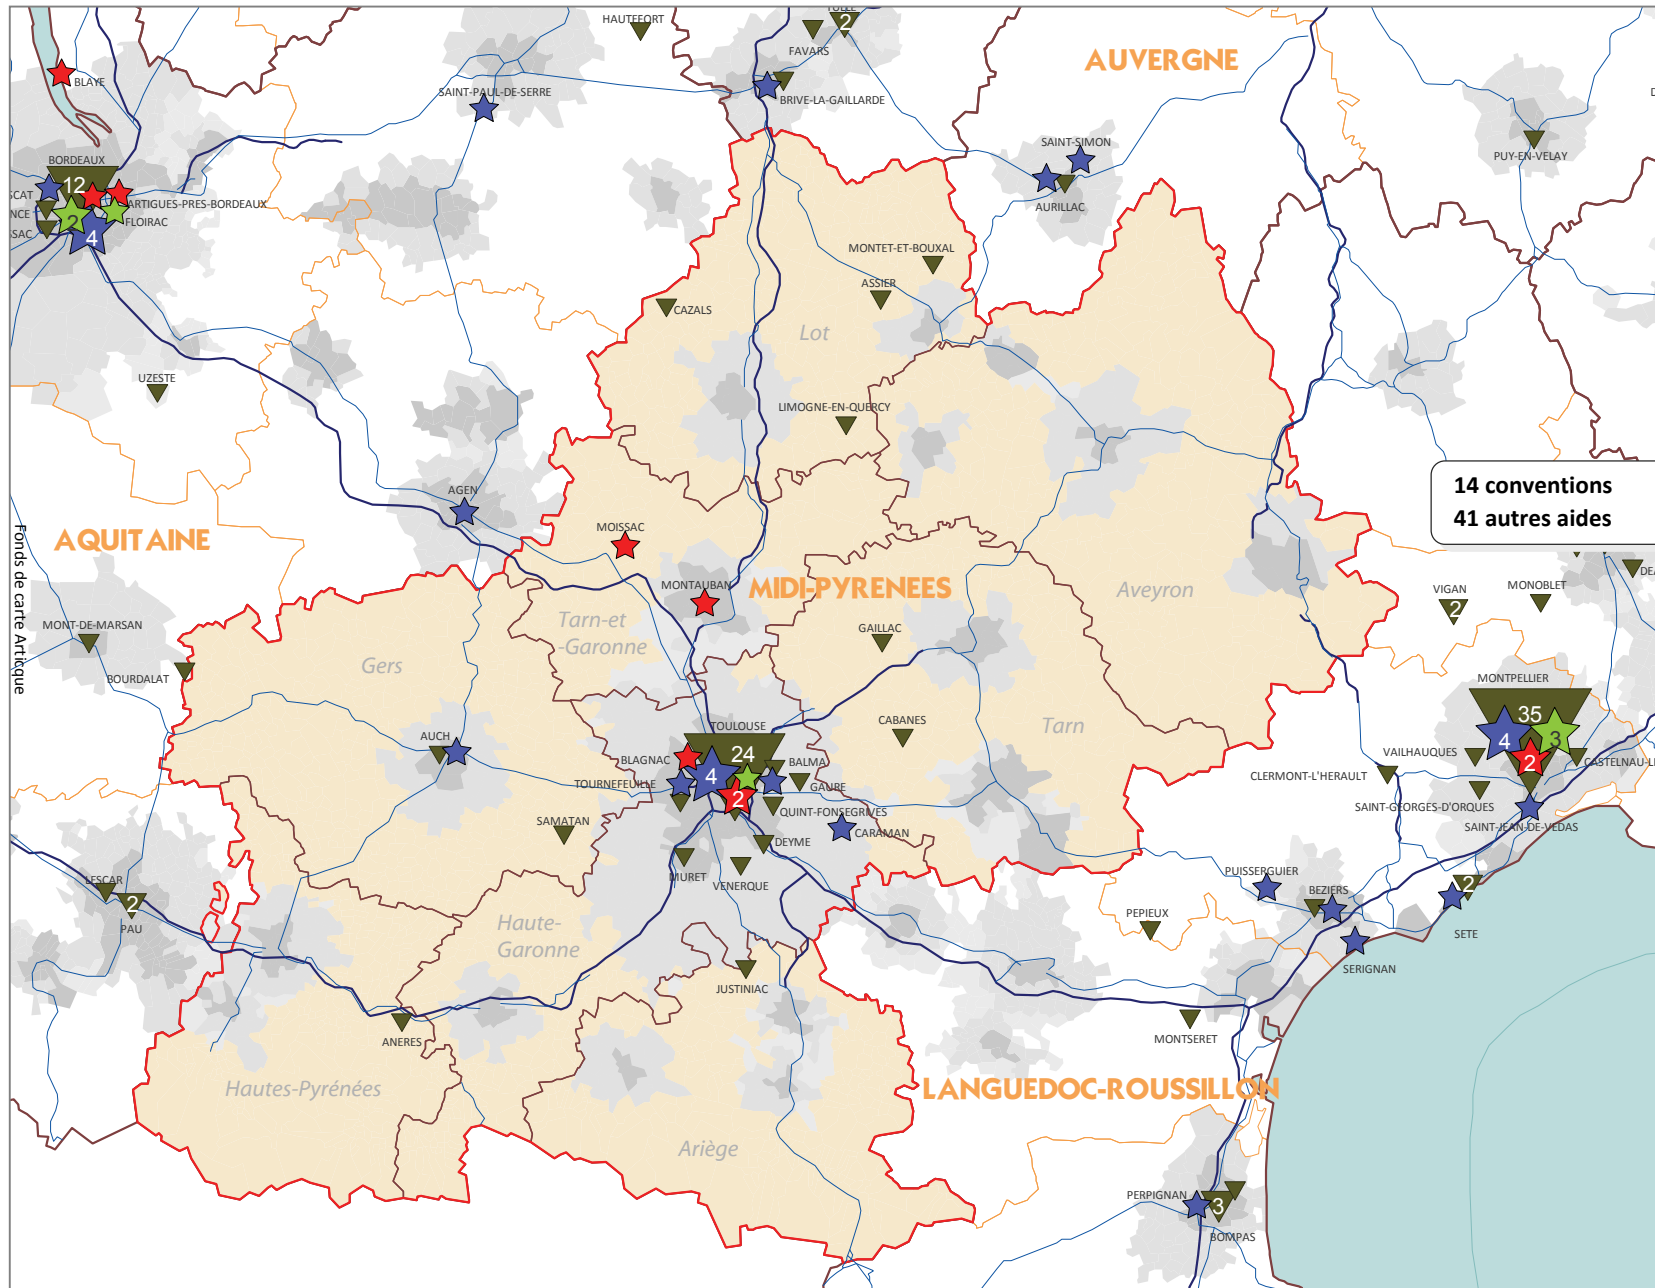 HAUTEFORT
TULLE
2
FAVARS
AUVERGNE
BLAYE
SAINT-PAUL-DE-SERRE
BRIVE-LA-GAILLARDE
SAINT-SIMON
PUY-EN-VELAY
BORDEAUX
12
SCAT
ARTIGUES-PRES-BORDEAUX
NCE
2
FLOIRAC
SSAC
4
AURILLAC
MONTET-ET-BOUXAL
ASSIER
CAZALS
Lot
UZESTE
LIMOGNE-EN-QUERCY
AGEN
14 conventions
41 autres aides
MOISSAC
AQUITAINE
Fonds de carte Articque
MONTAUBAN
MIDI-PYRENEES
Aveyron
VIGAN
2
MONOBLET
DEA
MONT-DE-MARSAN
Tarn-et
-Garonne
GAILLAC
Gers
BOURDALAT
MONTPELLIER
35
4
3
2
TOULOUSE
24
4
2
CABANES
Tarn
AUCH
BLAGNAC
BALMA
VAILHAUQUES
CASTELNAU-LE
CLERMONT-L'HERAULT
TOURNEFEUILLE
GAURE
SAINT-GEORGES-D'ORQUES
QUINT-FONSEGRIVES
SAMATAN
CARAMAN
SAINT-JEAN-DE-VEDAS
DEYME
MURET
VENERQUE
PUISSERGUIER
LESCAR
2
PAU
BEZIERS
2
SETE
PEPIEUX
Haute-
Garonne
SERIGNAN
JUSTINIAC
ANERES
MONTSERET
Hautes-Pyrénées
LANGUEDOC-ROUSSILLON
Ariège
PERPIGNAN
3
BOMPAS